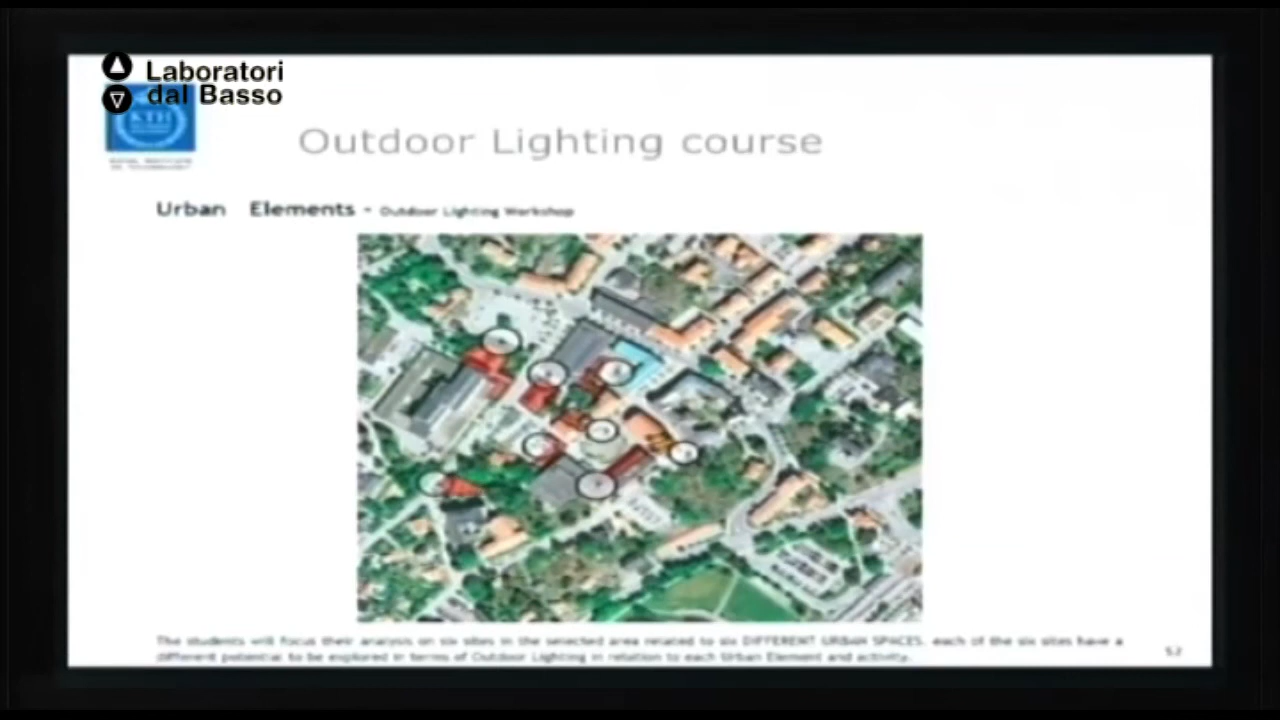 Laboratori
dal Basso
KTH
Outdoor Lighting course
Urban Elements - Outdoor Lighting Workshop
The students will focus their analysis on six sites in the selected area related to six DIFFERENT URBAN SPACES, each of the six sites have a
different potential to be explored in terms of Outdoor Lighting in relation to each Urban Element and activity.
52